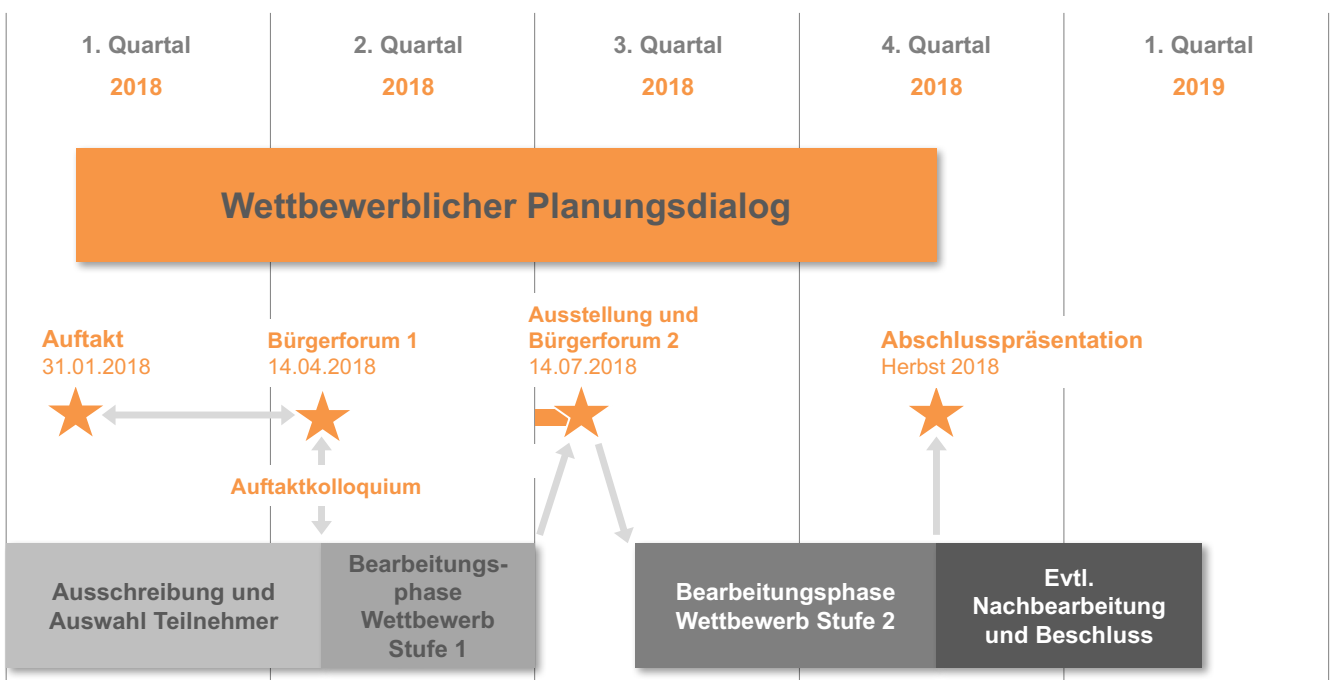 1. Quartal
2018
2. Quartal
2018
3. Quartal
2018
4. Quartal
2018
1. Quartal
2019
Wettbewerblicher Planungsdialog
Auftakt
31.01.2018
Bürgerforum 1
14.04.2018
Ausstellung und
Bürgerforum 2
14.07.2018
Abschlusspräsentation
Herbst 2018
Auftaktkolloquium
Ausschreibung und
Auswahl Teilnehmer
Bearbeitungs-
phase
Wettbewerb
Stufe 1
Bearbeitungsphase
Wettbewerb Stufe 2
Evtl.
Nachbearbeitung
und Beschluss